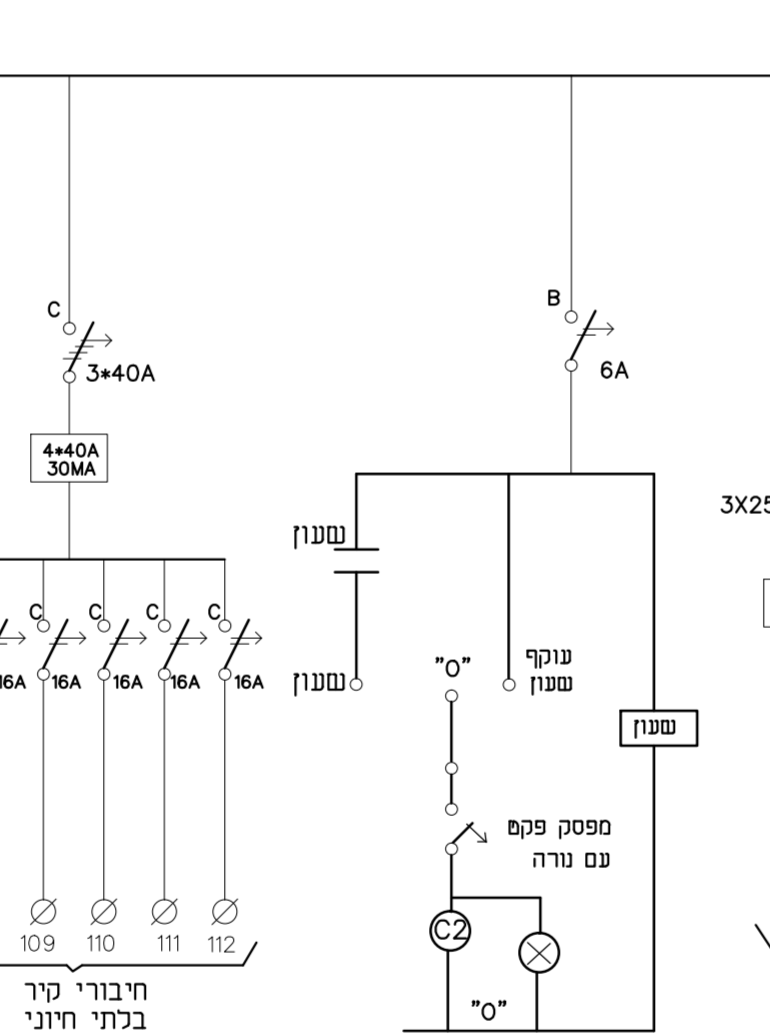 C
3*40A
4*40A
30MA
C
C
C
C
16A
16A
16A
16A
16A
109
110
111
112
חיבורי קיר
בלתי חיוני
B
6A
שעון
שעון
"O"
עוקף
שעון
שעון
מפסק פקט
עם נורה
C2
"O"
3X25